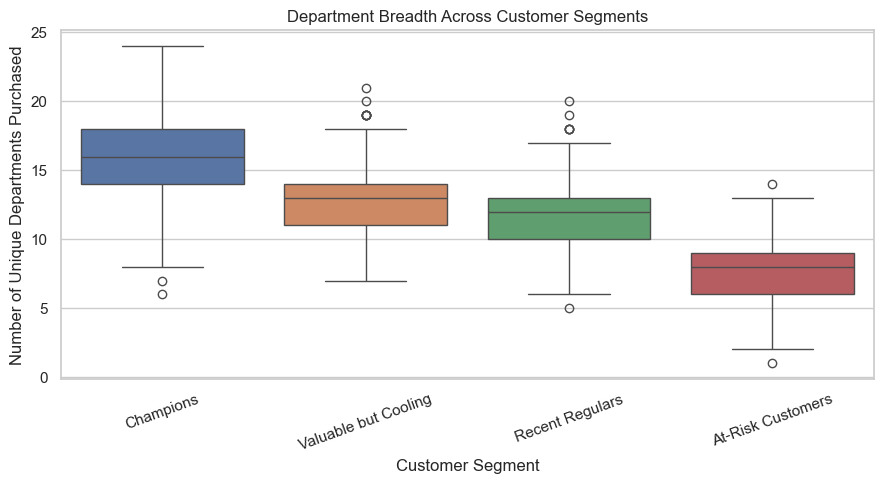 Department Breadth Across Customer Segments
Number of Unique Departments Purchased
25
20
15
10
5
0
Champions
Valuable but Cooling
Recent Regulars
At-Risk Customers
Customer Segment